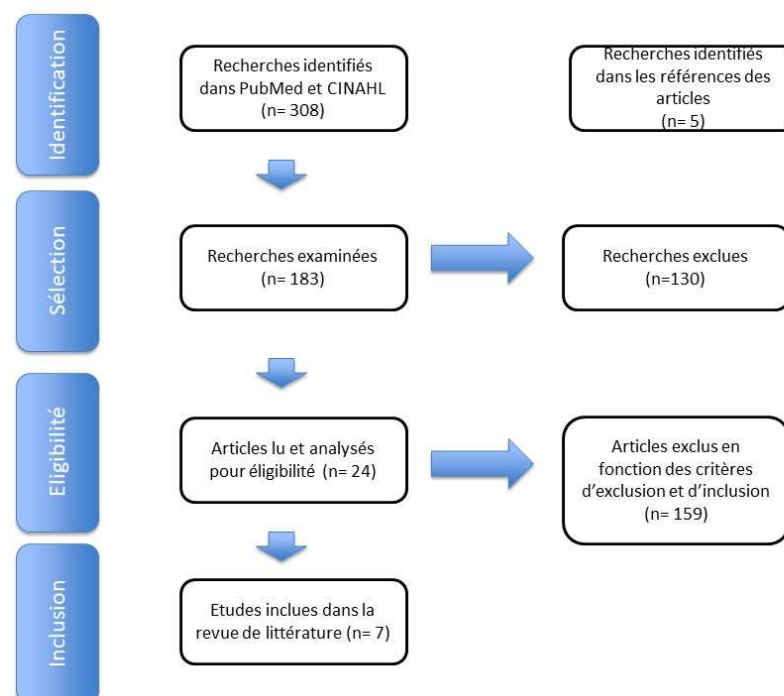 Identification
Recherches identifiés
dans PubMed et CINAHL
(n= 308)
Recherches identifiés
dans les références des
articles
(n= 5)
Sélection
Recherches examinées
(n= 183)
Recherches exclues
(n=130)
Eligibilité
Articles lu et analysés
pour éligibilité (n= 24)
Articles exclus en
fonction des critères
d'exclusion et d'inclusion
(n= 159)
Inclusion
Etudes inclues dans la
revue de littérature (n= 7)